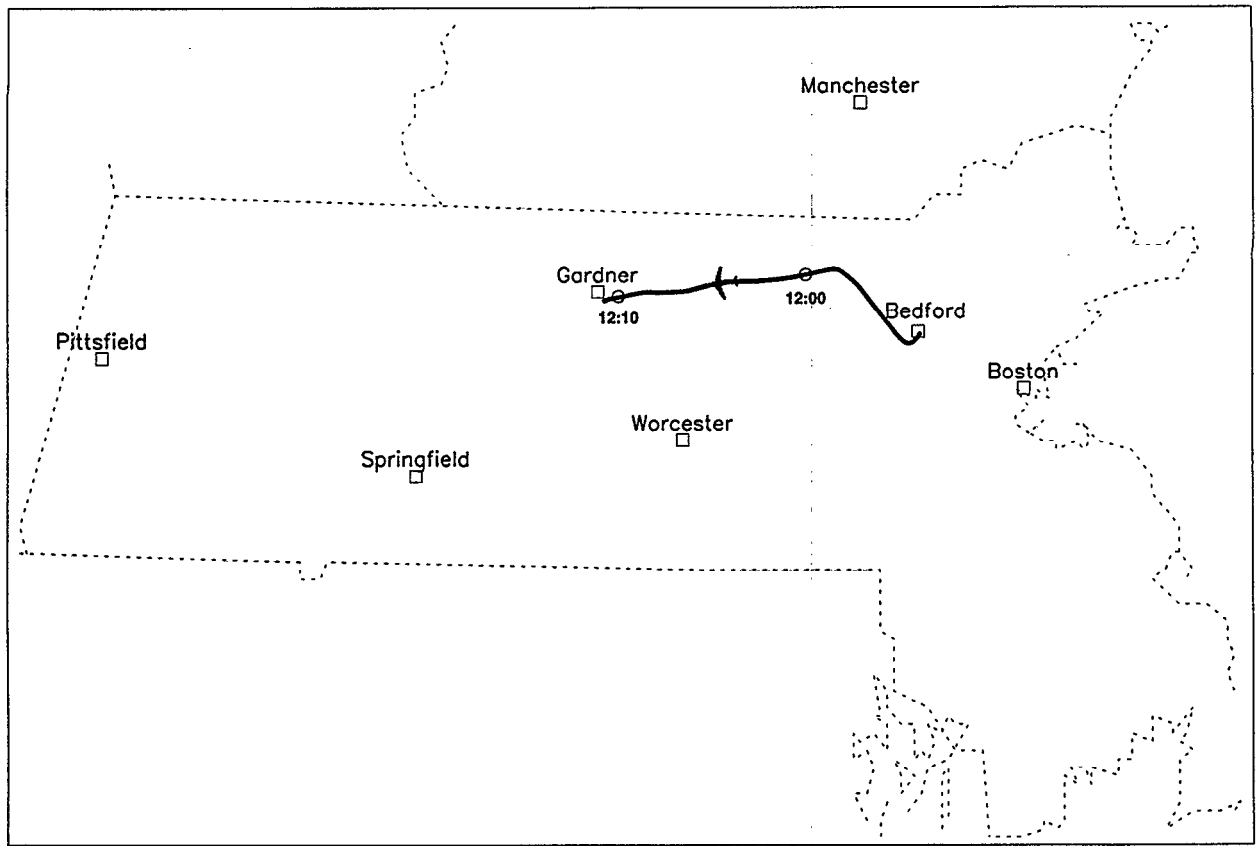 Manchester
Gardner
12:00
12:10
Bedford
Pittsfield
Boston
Worcester
Springfield